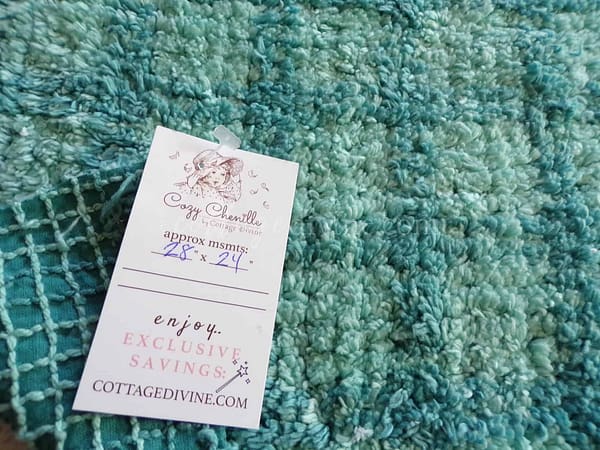 Cozy Chenille
by Cottage Divine
approx msmts:
28" x 24"
enjoy..
EXCLUSIVE
SAVINGS:
COTTAGEDIVINE.COM